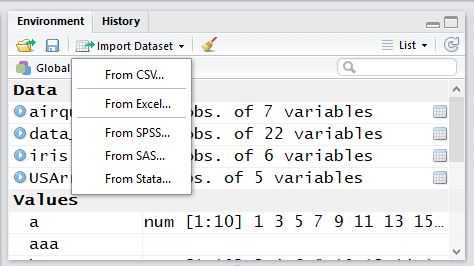 Environment History
Import Dataset List
Global
From CSV...
From Excel...
From SPSS...
From SAS...
From Stata...
Data
airqu obs. of 7 variables
data_ obs. of 22 variables
iris obs. of 6 variables
USArr obs. of 5 variables
Values
a num [1:10] 1 3 5 7 9 11 13 15...
aaa